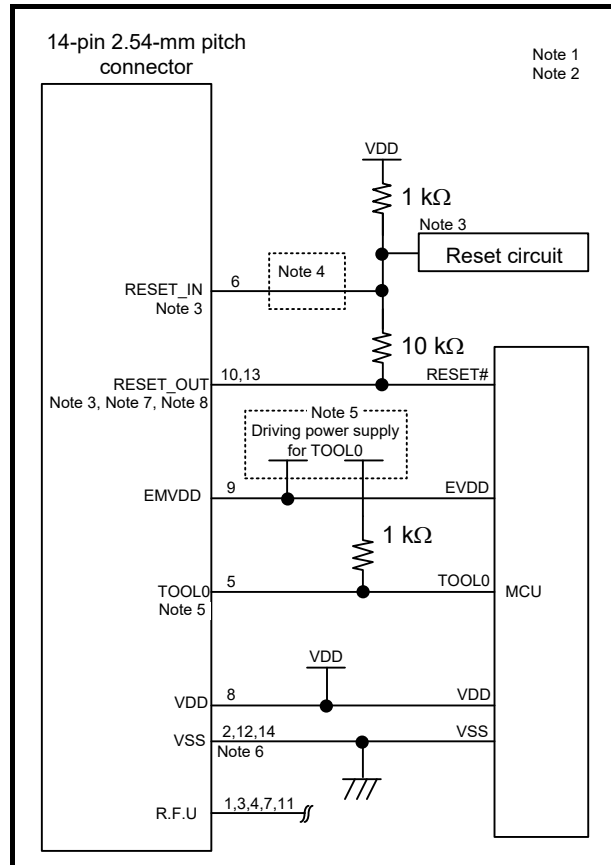 14-pin 2.54-mm pitch
connector
Note 1
Note 2
VDD
1 kΩ
Note 3
Reset circuit
Note 4
RESET_IN
6
Note 3
10 kΩ
RESET_OUT
10,13
RESET#
Note 3, Note 7, Note 8
Note 5
Driving power supply
for TOOL0
EMVDD
9
EVDD
1 kΩ
TOOL0
5
TOOL0
MCU
Note 5
VDD
VDD
8
VDD
VSS
2,12,14
VSS
Note 6
R.F.U
1,3,4,7,11